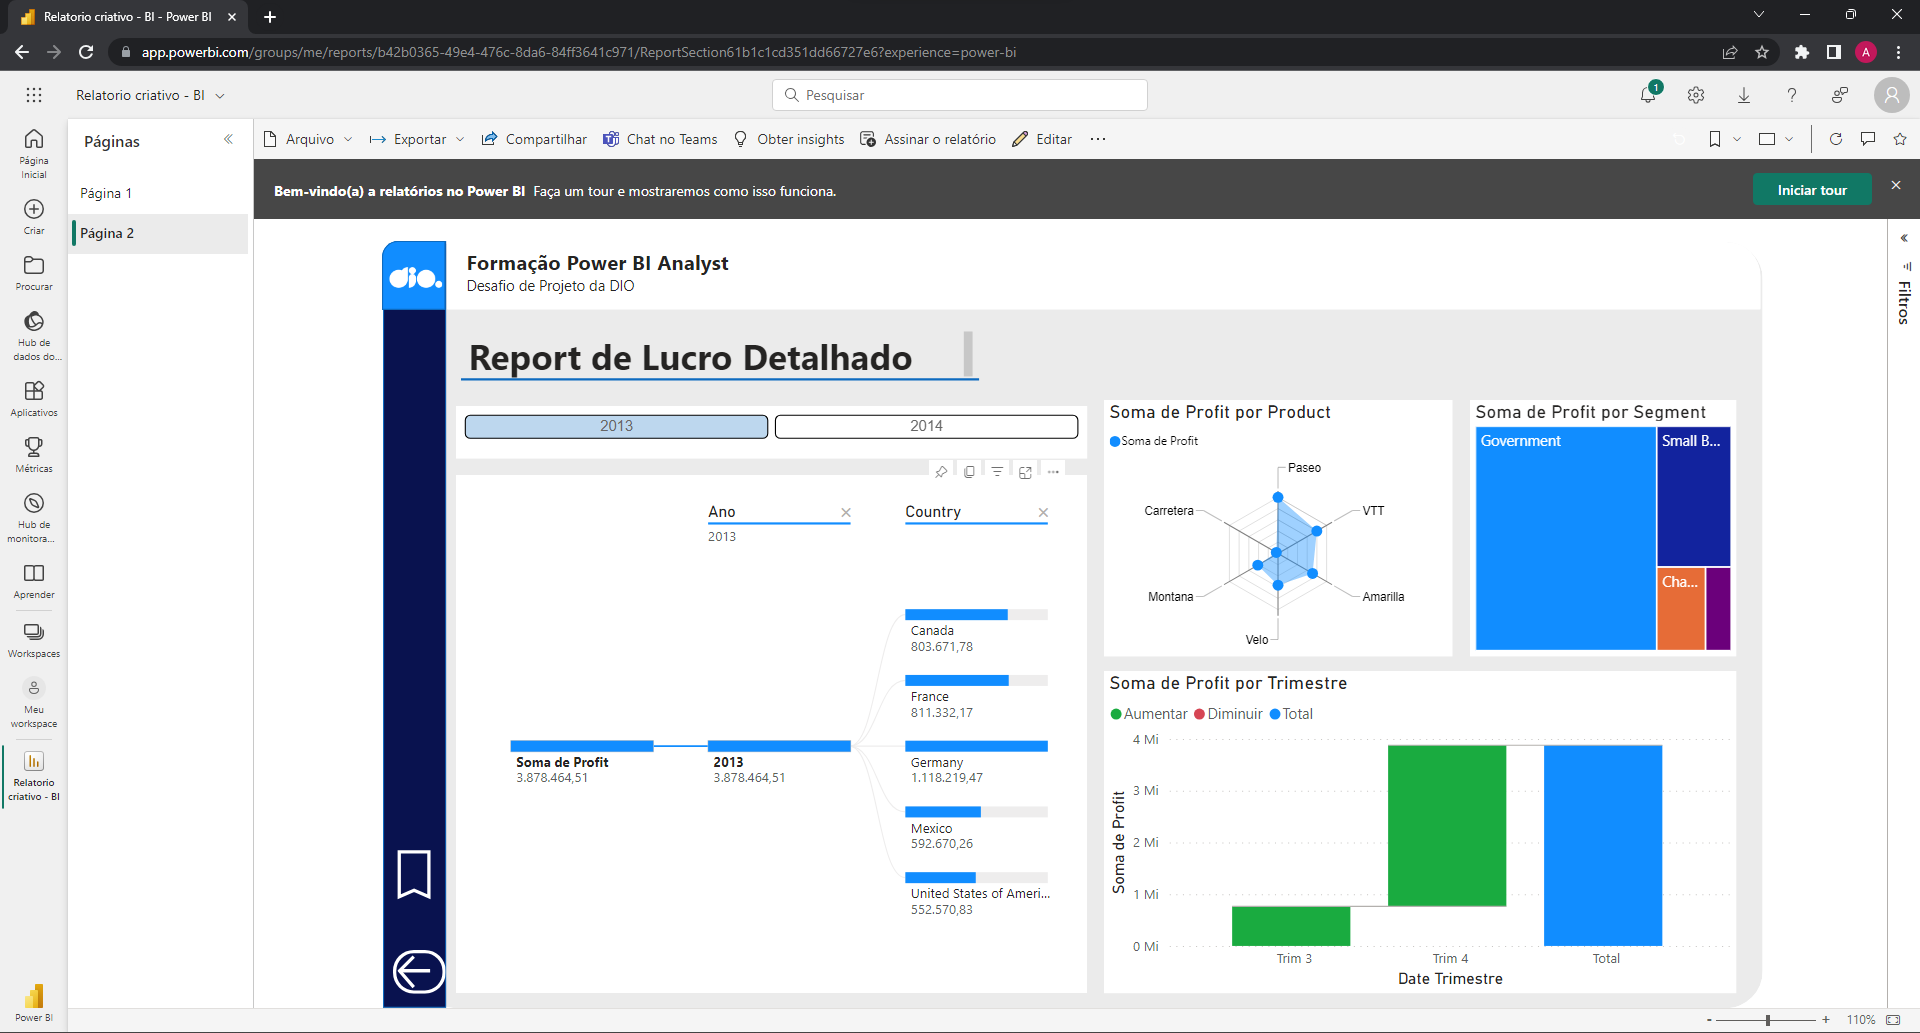 Relatorio criativo - BI - Power BI
app.powerbi.com/groups/me/reports/b42b0365-49e4-476c-8da6-84ff3641c971/ReportSection61b1c1cd351dd66727e6?experience=power-bi
A
Relatorio criativo - BI
Pesquisar
1
Página
Inicial
Criar
Procurar
Hub de
dados do...
Aplicativos
Métricas
Hub de
monitora...
Aprender
Workspaces
Meu
workspace
Relatorio
criativo - BI
Power BI
Páginas
Página 1
Página 2
Arquivo
Exportar
Compartilhar
Chat no Teams
Obter insights
Assinar o relatório
Editar
Bem-vindo(a) a relatórios no Power BI Faça um tour e mostraremos como isso funciona.
Iniciar tour
Filtros
dio.
Formação Power BI Analyst
Desafio de Projeto da DIO
Report de Lucro Detalhado
2013
2014
Ano
2013
Country
Soma de Profit
3.878.464,51
2013
3.878.464,51
Canada
803.671,78
France
811.332,17
Germany
1.118.219,47
Mexico
592.670,26
United States of Ameri...
552.570,83
Soma de Profit por Product
Soma de Profit
Paseo
VTT
Amarilla
Velo
Montana
Carretera
Soma de Profit por Segment
Government
Small B...
Cha...
Soma de Profit por Trimestre
Aumentar
Diminuir
Total
Soma de Profit
4 Mi
3 Mi
2 Mi
1 Mi
0 Mi
Trim 3
Trim 4
Total
Date Trimestre
- + 110%